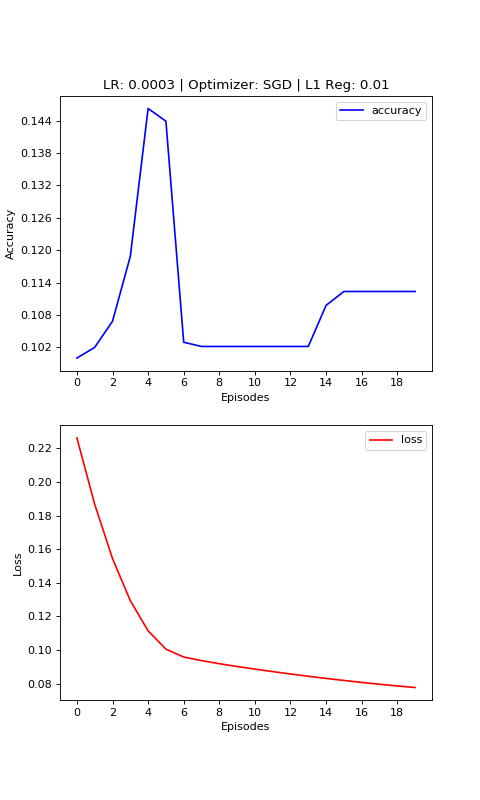 LR: 0.0003 | Optimizer: SGD | L1 Reg: 0.01
accuracy
0.144
0.138
0.132
0.126
0.120
0.114
0.108
0.102
Accuracy
0 2 4 6 8 10 12 14 16 18
Episodes
loss
0.22
0.20
0.18
0.16
0.14
0.12
0.10
0.08
Loss
0 2 4 6 8 10 12 14 16 18
Episodes